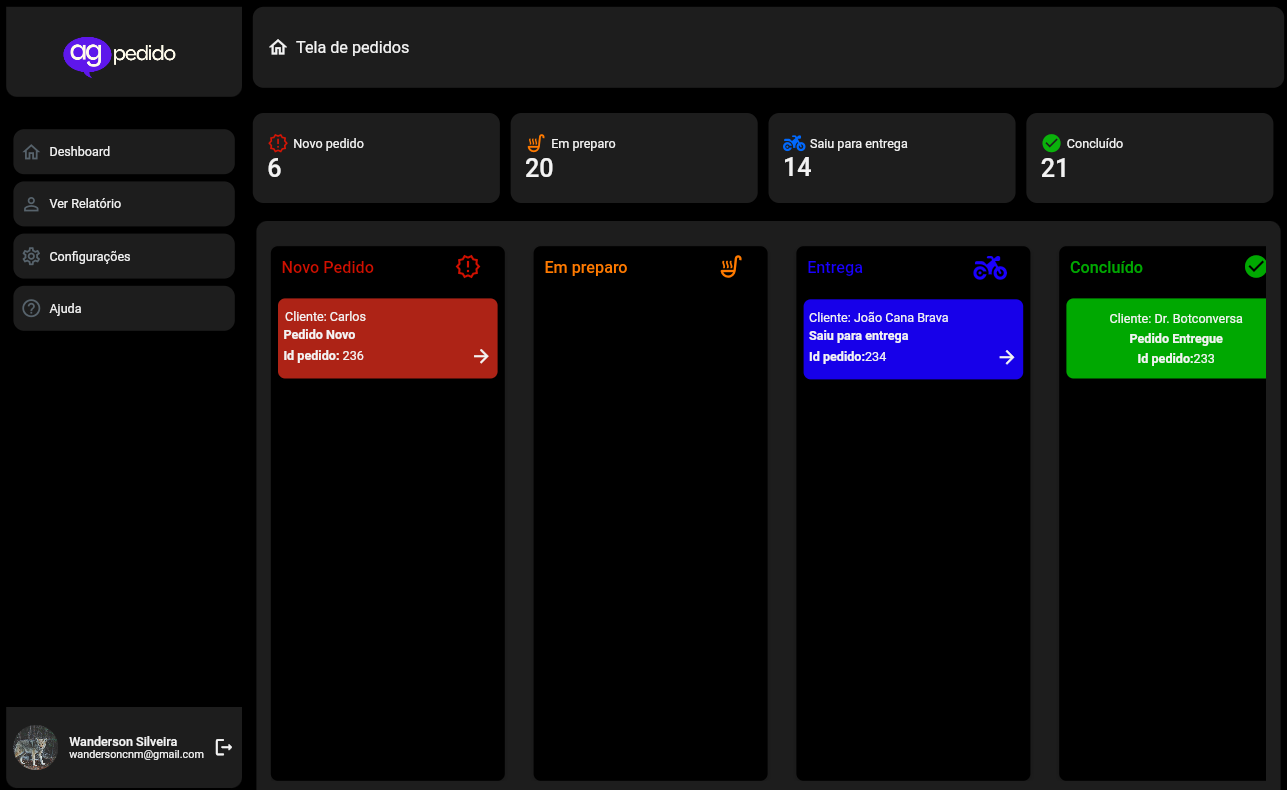 ag pedido
Tela de pedidos
Deshboard
Ver Relatório
Configurações
Ajuda
Novo pedido
6
Em preparo
20
Saiu para entrega
14
Concluído
21
Novo Pedido
Cliente: Carlos
Pedido Novo
Id pedido: 236
Em preparo
Entrega
Cliente: João Cana Brava
Saiu para entrega
Id pedido:234
Concluído
Cliente: Dr. Botconversa
Pedido Entregue
Id pedido:233
Wanderson Silveira
wandersoncnm@gmail.com